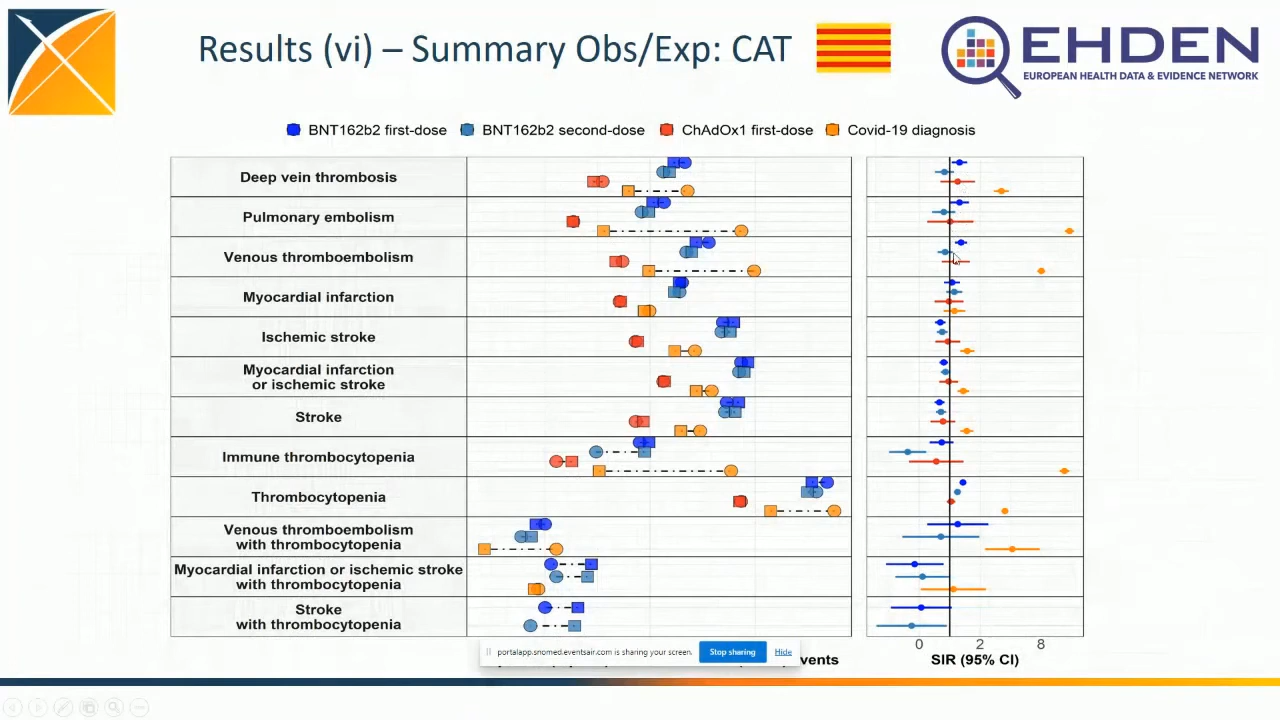 Results (vi) – Summary Obs/Exp: CAT
EHDEN
EUROPEAN HEALTH DATA & EVIDENCE NETWORK
BNT162b2 first-dose
BNT162b2 second-dose
ChAdOx1 first-dose
Covid-19 diagnosis
Deep vein thrombosis
Pulmonary embolism
Venous thromboembolism
Myocardial infarction
Ischemic stroke
Myocardial infarction
or ischemic stroke
Stroke
Immune thrombocytopenia
Thrombocytopenia
Venous thromboembolism
with thrombocytopenia
Myocardial infarction or ischemic stroke
with thrombocytopenia
Stroke
with thrombocytopenia
0 2 8
SIR (95% CI)
portalapp.snomed.eventsair.com is sharing your screen.
Stop sharing
Hide